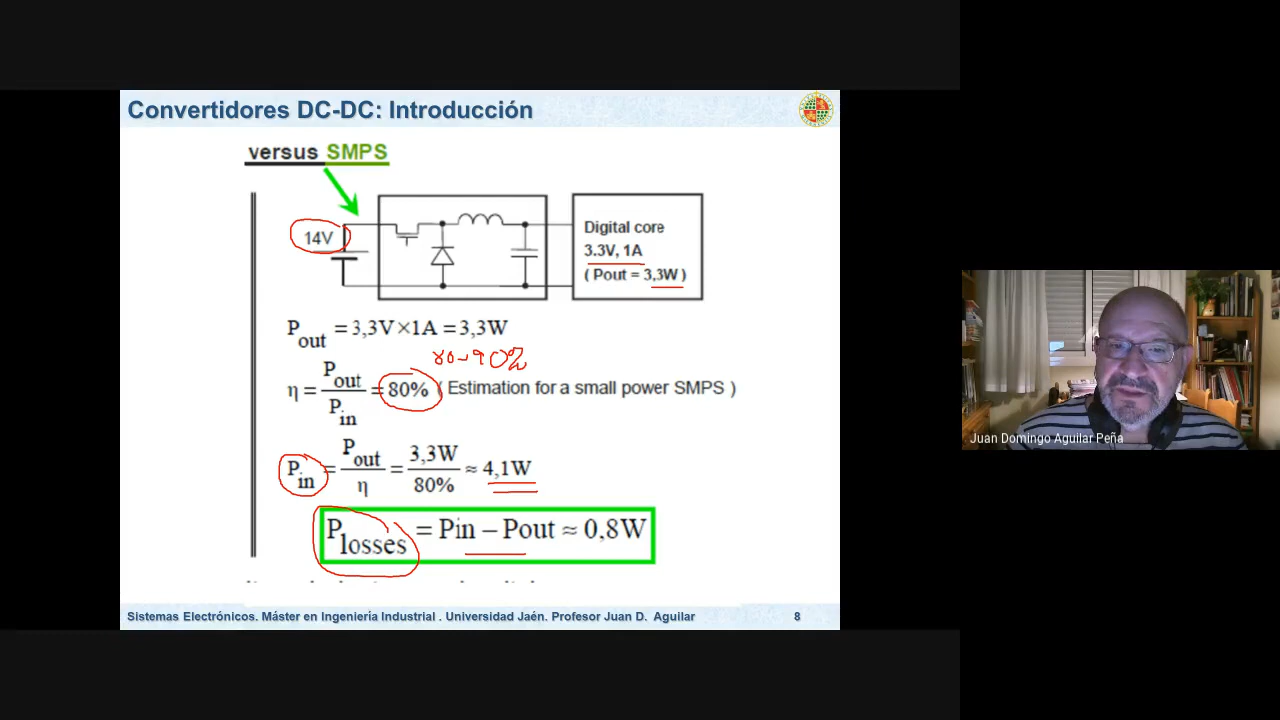 Convertidores DC-DC: Introducción
versus SMPS
14V
Digital core
3.3V, 1A
( Pout = 3,3W )
Pout = 3,3V×1A = 3,3W
80-90%
η = Pout / Pin = 80% ( Estimation for a small power SMPS )
Pin = Pout / η = 3,3W / 80% ≈ 4,1W
Plosses = Pin – Pout ≈ 0,8W
Sistemas Electrónicos. Máster en Ingeniería Industrial . Universidad Jaén. Profesor Juan D. Aguilar 8
Juan Domingo Aguilar Peña